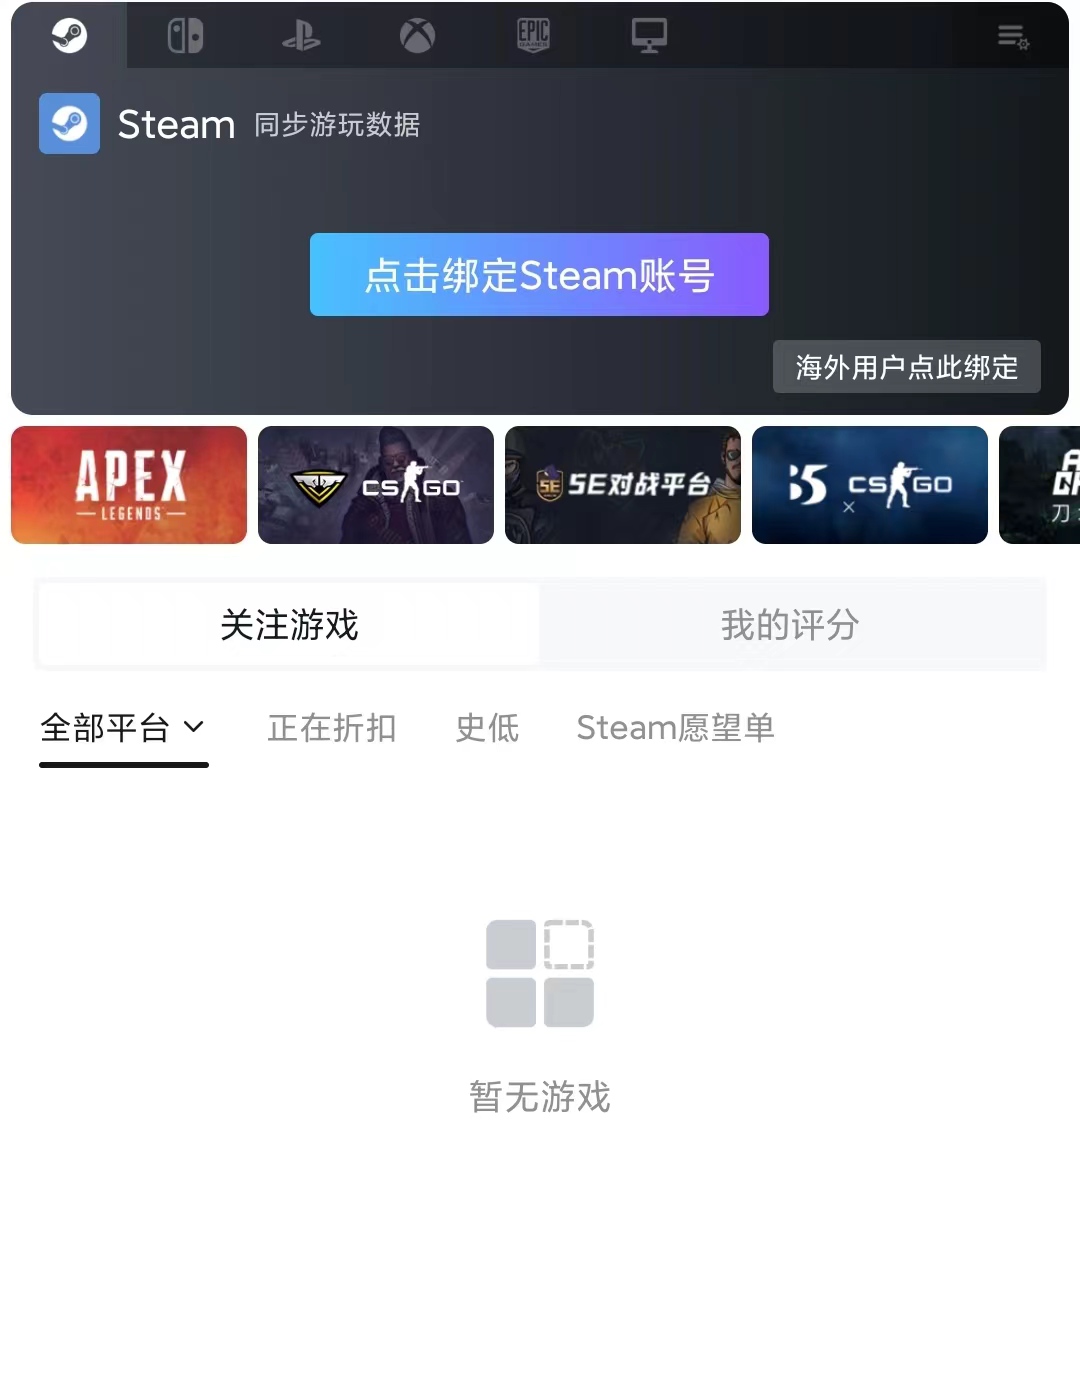 EPIC
GAMES
Steam 同步游玩数据
点击绑定Steam账号
海外用户点此绑定
APEX
LEGENDS
CS GO
5E 5E对战平台
B5 × CS GO
刀
关注游戏
我的评分
全部平台
正在折扣
史低
Steam愿望单
暂无游戏